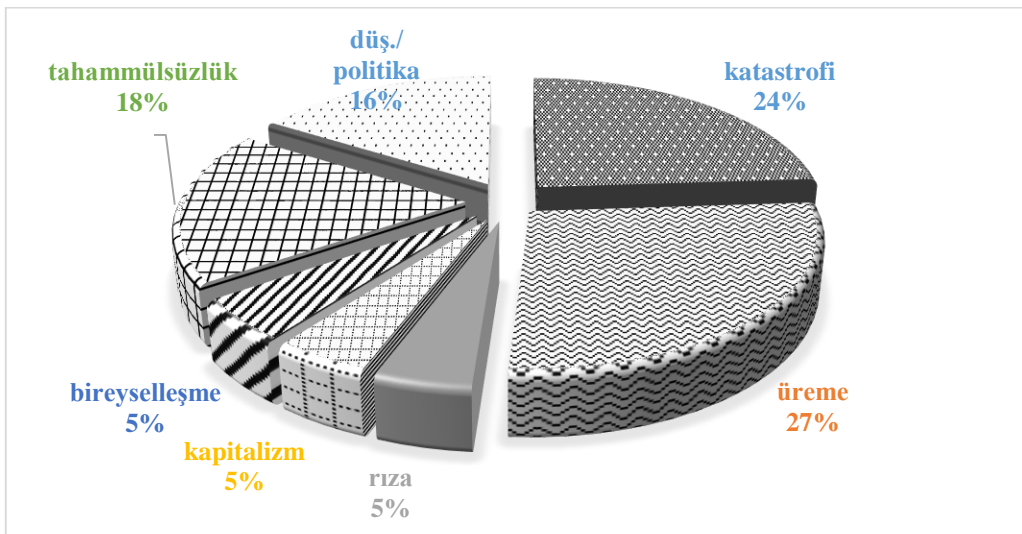 düş./
politika
16%
tahammülsüzlük
18%
katastrofi
24%
bireyselleşme
5%
kapitalizm
5%
rıza
5%
üreme
27%